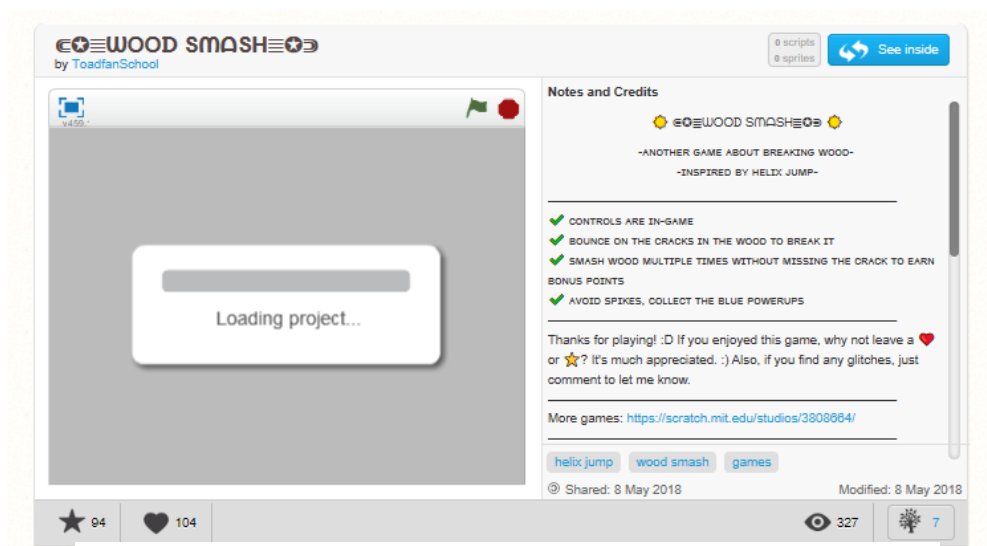 ⋐✪≡WOOD SMASH≡✪⋑
by ToadfanSchool
0 scripts
0 sprites
See inside
v459.1
Loading project...
Notes and Credits
⋐✪≡WOOD SMASH≡✪⋑
-ANOTHER GAME ABOUT BREAKING WOOD-
-INSPIRED BY HELIX JUMP-
✔ CONTROLS ARE IN-GAME
✔ BOUNCE ON THE CRACKS IN THE WOOD TO BREAK IT
✔ SMASH WOOD MULTIPLE TIMES WITHOUT MISSING THE CRACK TO EARN
BONUS POINTS
✔ AVOID SPIKES, COLLECT THE BLUE POWERUPS
Thanks for playing! :D If you enjoyed this game, why not leave a ❤
or ⭐? It's much appreciated. :) Also, if you find any glitches, just
comment to let me know.
More games: https://scratch.mit.edu/studios/3808664/
helix jump wood smash games
Shared: 8 May 2018 Modified: 8 May 2018
94 104 327 7